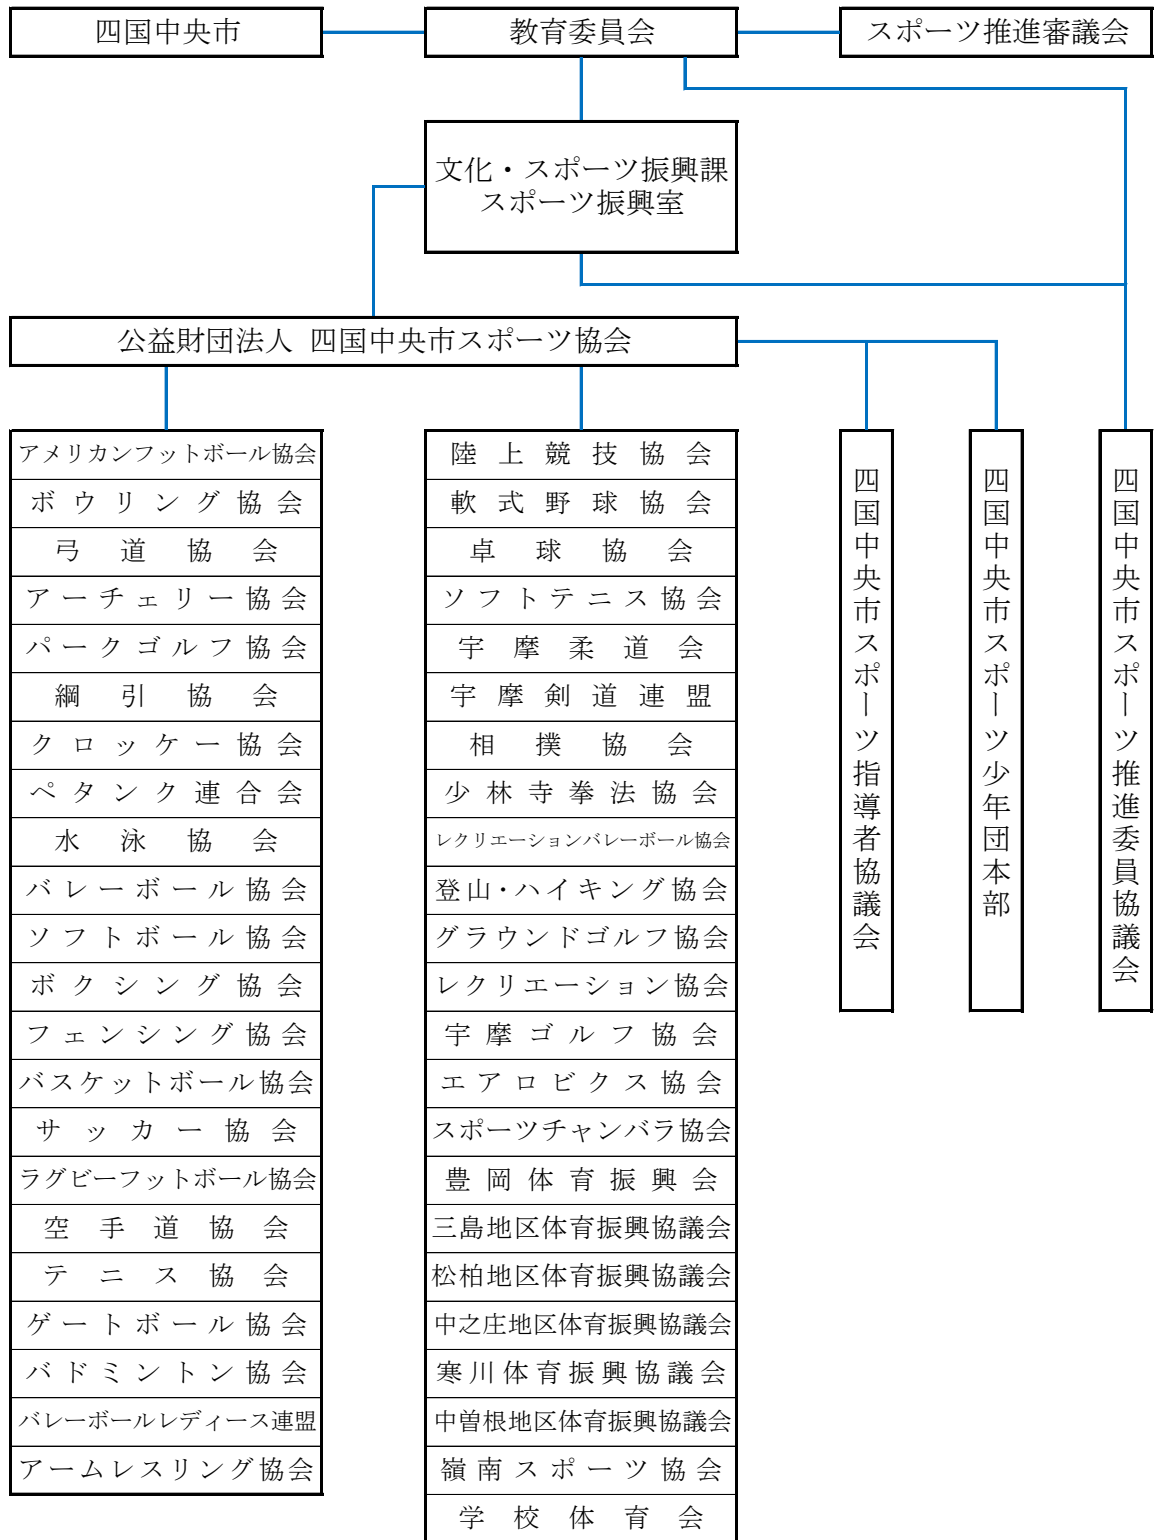 四国中央市
教育委員会
スポーツ推進審議会
文化・スポーツ振興課
スポーツ振興室
公益財団法人 四国中央市スポーツ協会
アメリカンフットボール協会
ボウリング協会
弓道協会
アーチェリー協会
パークゴルフ協会
綱引協会
クロッケー協会
ペタンク連合会
水泳協会
バレーボール協会
ソフトボール協会
ボクシング協会
フェンシング協会
バスケットボール協会
サッカー協会
ラグビーフットボール協会
空手道協会
テニス協会
ゲートボール協会
バドミントン協会
バレーボールレディース連盟
アームレスリング協会
陸上競技協会
軟式野球協会
卓球協会
ソフトテニス協会
宇摩柔道会
宇摩剣道連盟
相撲協会
少林寺拳法協会
レクリエーションバレーボール協会
登山・ハイキング協会
グラウンドゴルフ協会
レクリエーション協会
宇摩ゴルフ協会
エアロビクス協会
スポーツチャンバラ協会
豊岡体育振興会
三島地区体育振興協議会
松柏地区体育振興協議会
中之庄地区体育振興協議会
寒川体育振興協議会
中曽根地区体育振興協議会
嶺南スポーツ協会
学校体育会
四国中央市スポーツ指導者協議会
四国中央市スポーツ少年団本部
四国中央市スポーツ推進委員協議会